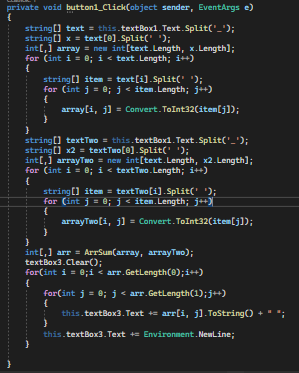 private void button1_Click(object sender, EventArgs e)
{
string[] text = this.textBox1.Text.Split('_');
string[] x = text[0].Split(' ');
int[,] array = new int[text.Length, x.Length];
for (int i = 0; i < text.Length; i++)
{
string[] item = text[i].Split(' ');
for (int j = 0; j < item.Length; j++)
{
array[i, j] = Convert.ToInt32(item[j]);
}
}
string[] textTwo = this.textBox1.Text.Split('_');
string[] x2 = textTwo[0].Split(' ');
int[,] arrayTwo = new int[text.Length, x2.Length];
for (int i = 0; i < textTwo.Length; i++)
{
string[] item = textTwo[i].Split(' ');
for (int j = 0; j < item.Length; j++)
{
arrayTwo[i, j] = Convert.ToInt32(item[j]);
}
}
int[,] arr = ArrSum(array, arrayTwo);
textBox3.Clear();
for(int i = 0;i < arr.GetLength(0);i++)
{
for(int j = 0; j < arr.GetLength(1);j++)
{
this.textBox3.Text += arr[i, j].ToString() + " ";
}
this.textBox3.Text += Environment.NewLine;
}
}